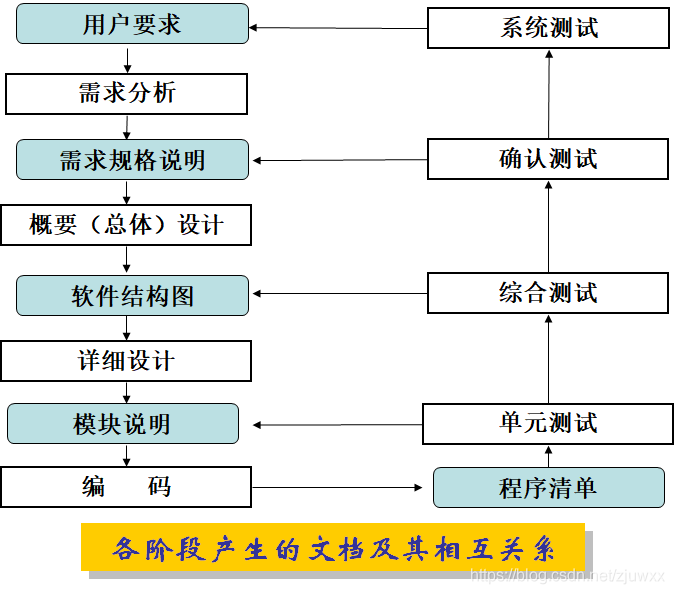 用户要求
系统测试
需求分析
需求规格说明
确认测试
概要（总体）设计
软件结构图
综合测试
详细设计
模块说明
单元测试
编 码
程序清单
各阶段产生的文档及其相互关系
https://blog.csdn.net/zjuwxx